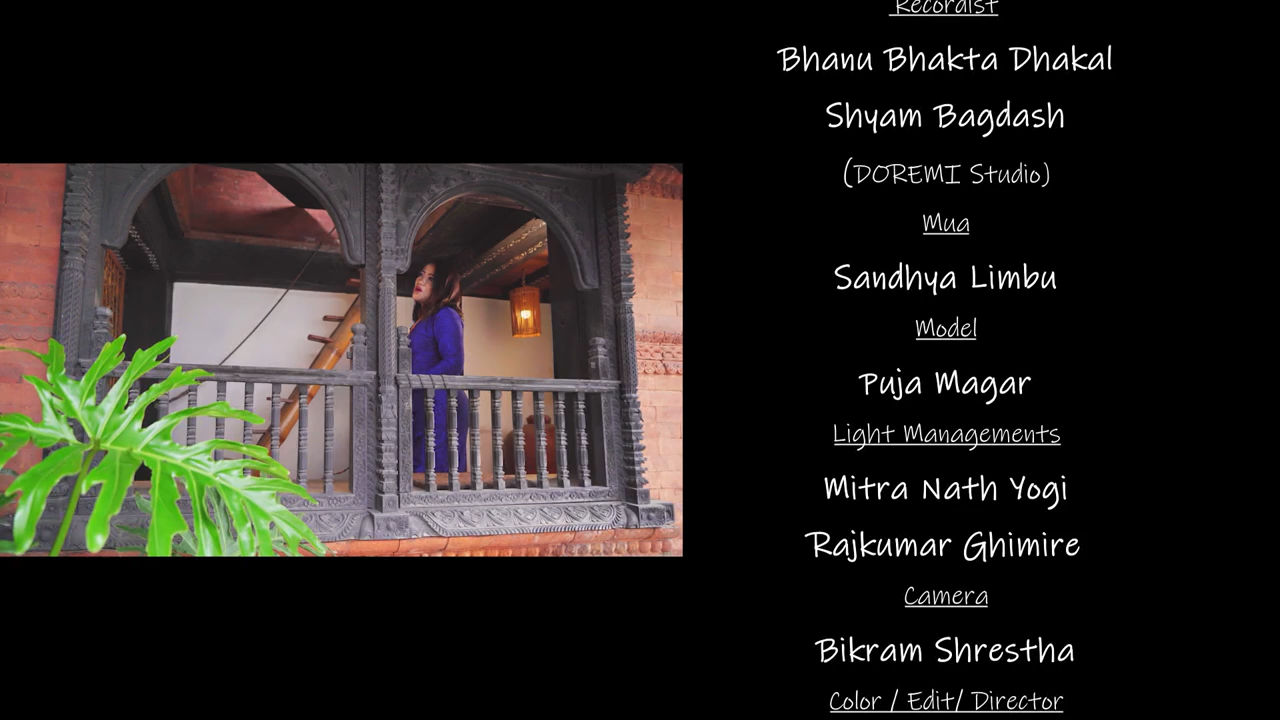 Recordist
Bhanu Bhakta Dhakal
Shyam Bagdash
(DOREMI Studio)
Mua
Sandhya Limbu
Model
Puja Magar
Light Managements
Mitra Nath Yogi
Rajkumar Ghimire
Camera
Bikram Shrestha
Color / Edit/ Director